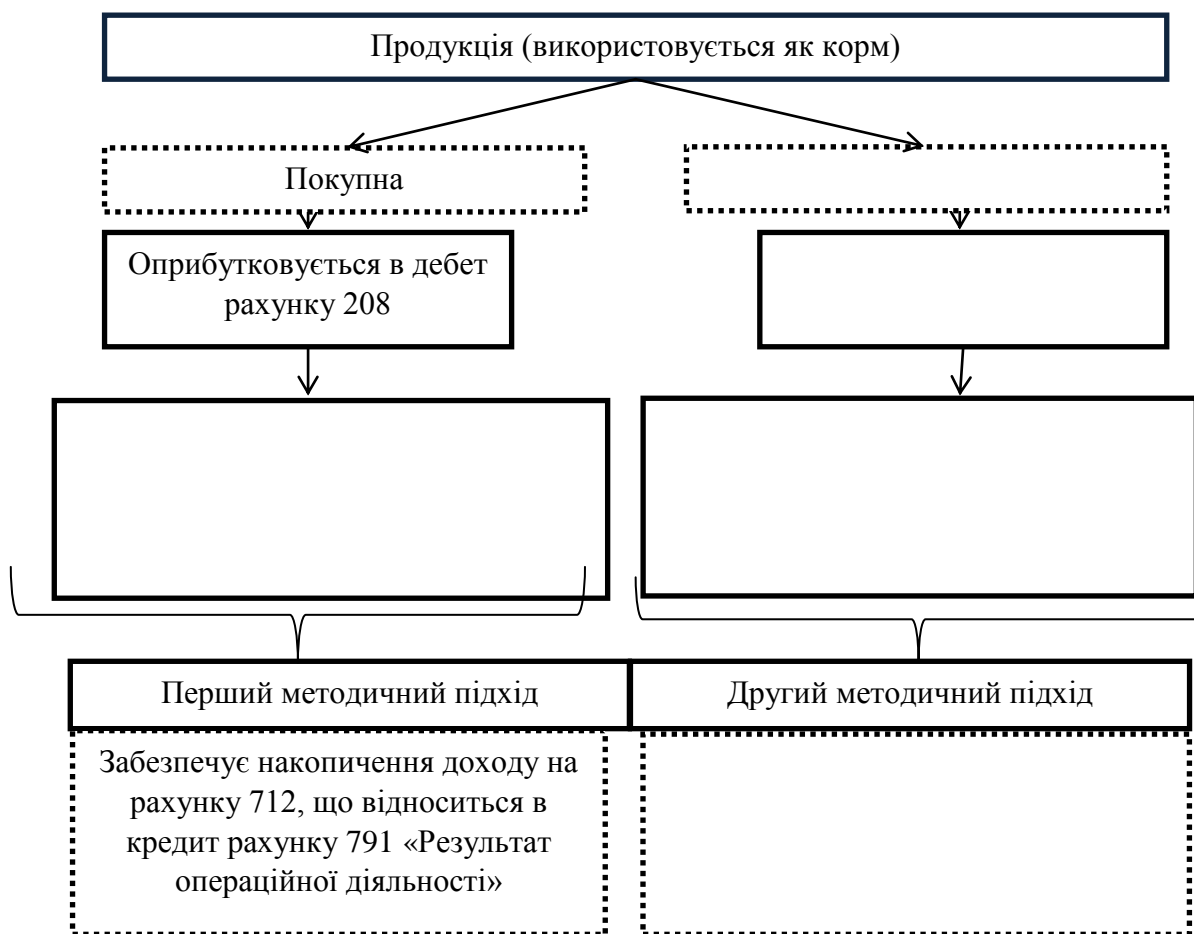 Продукція (використовується як корм)
Покупна
Оприбутковується в дебет
рахунку 208
Перший методичний підхід
Другий методичний підхід
Забезпечує накопичення доходу на
рахунку 712, що відноситься в
кредит рахунку 791 «Результат
операційної діяльності»